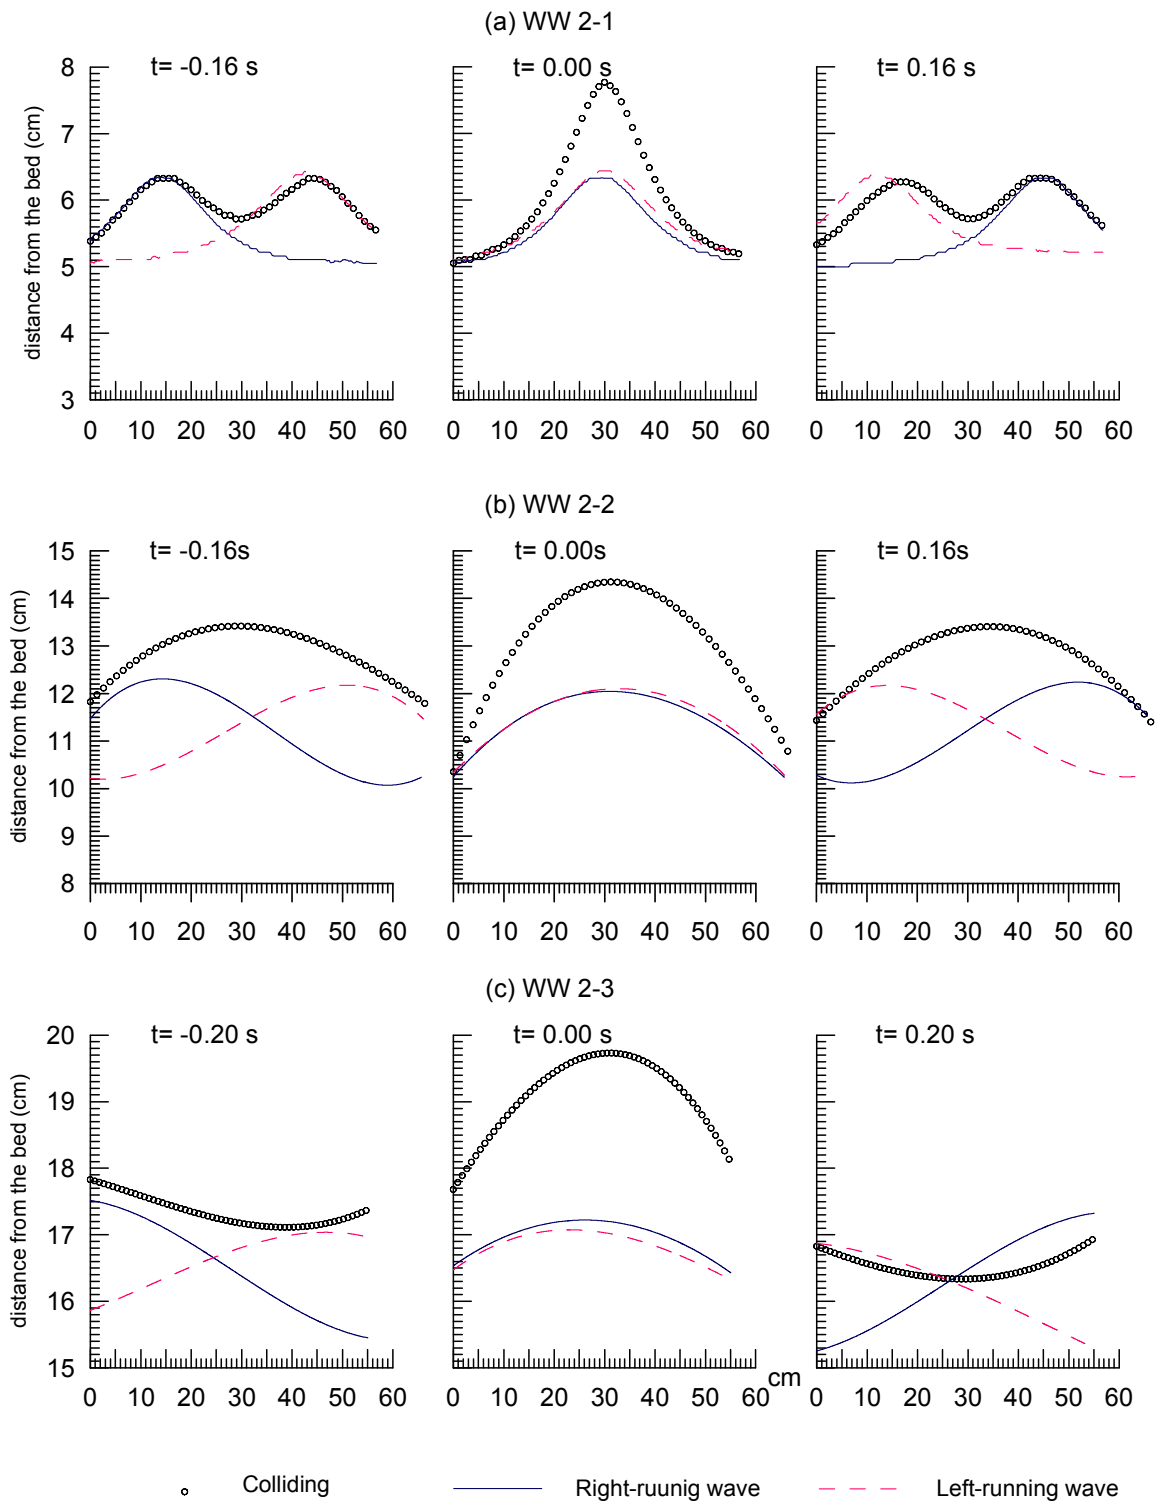 (a) WW 2-1
t= -0.16 s t= 0.00 s t= 0.16 s
distance from the bed (cm)
8
7
6
5
4
3
0 10 20 30 40 50 60 0 10 20 30 40 50 60 0 10 20 30 40 50 60
(b) WW 2-2
t= -0.16s t= 0.00s t= 0.16s
distance from the bed (cm)
15
14
13
12
11
10
9
8
0 10 20 30 40 50 60 0 10 20 30 40 50 60 0 10 20 30 40 50 60
(c) WW 2-3
t= -0.20 s t= 0.00 s t= 0.20 s
distance from the bed (cm)
20
19
18
17
16
15
cm
0 10 20 30 40 50 60 0 10 20 30 40 50 60 0 10 20 30 40 50 60
Colliding Right-ruunig wave Left-running wave